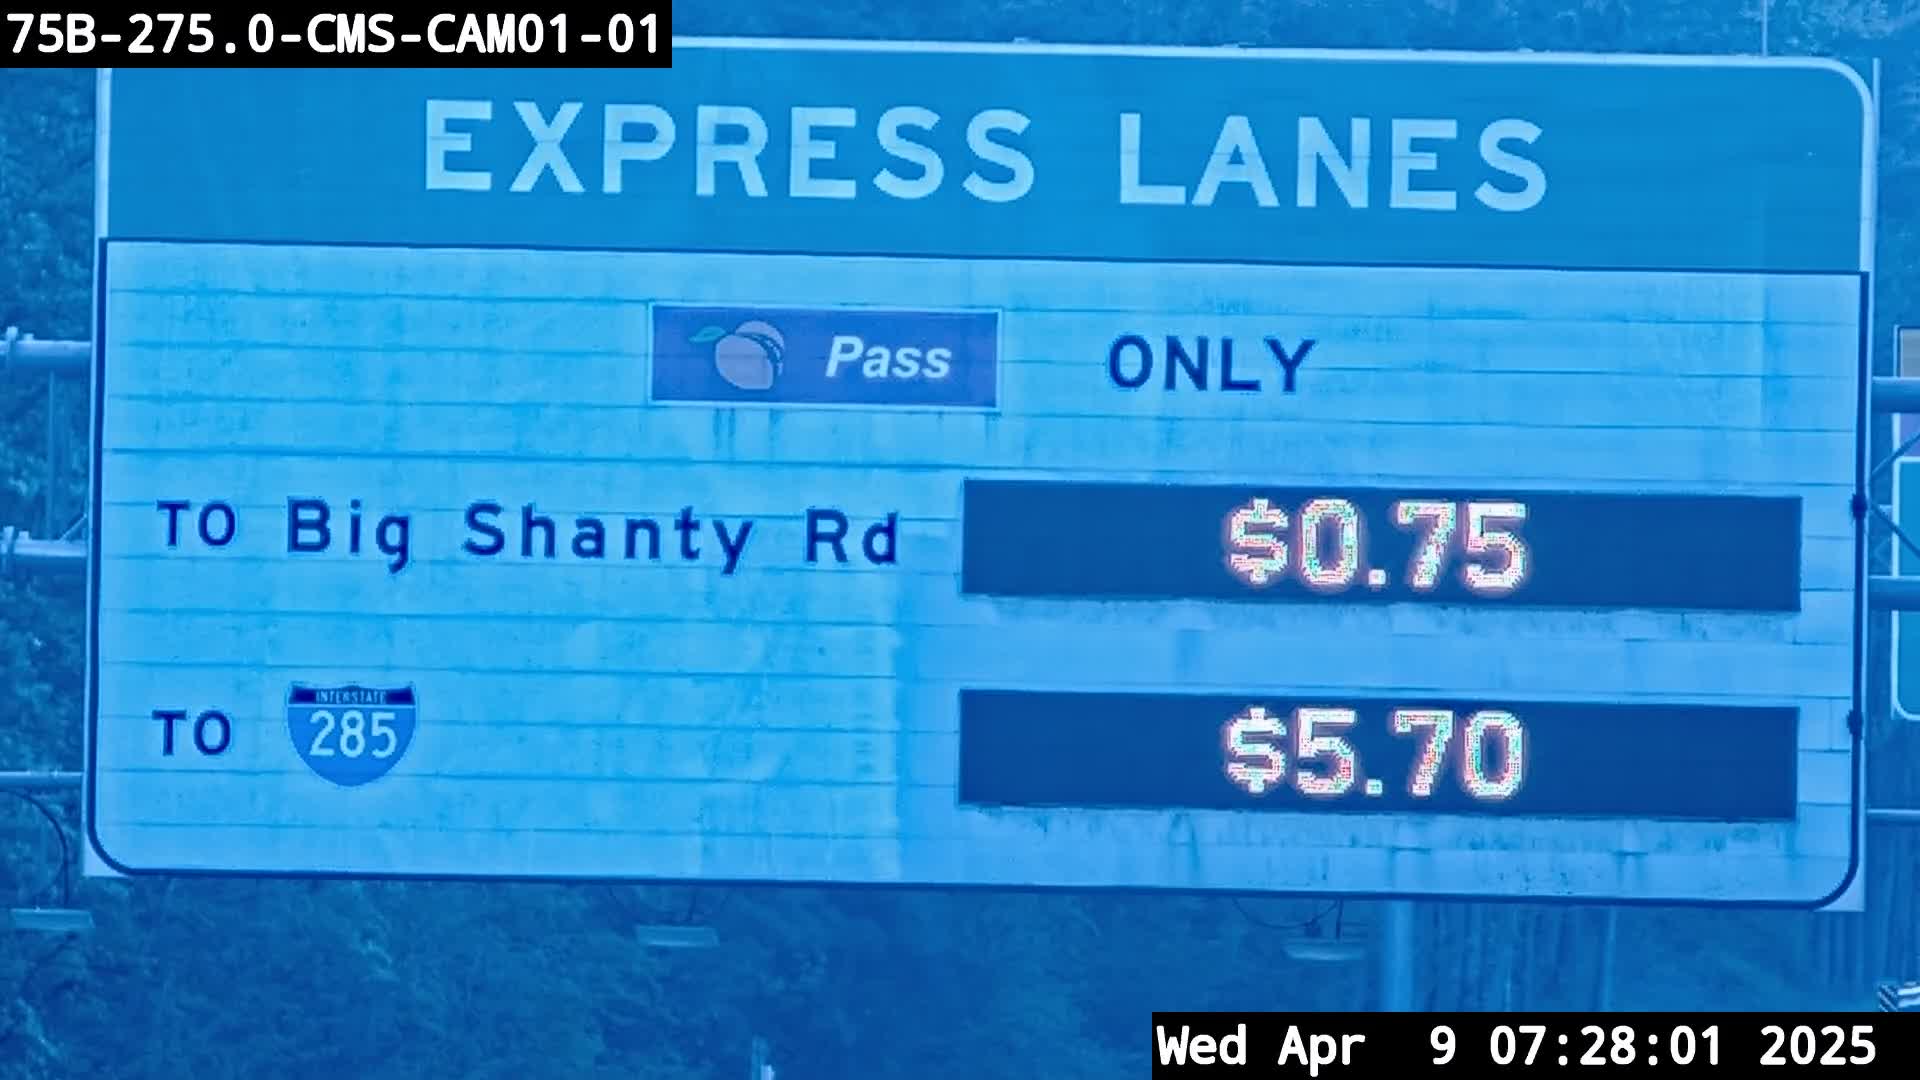 75B-275.0-CMS-CAM01-01
EXPRESS LANES
Pass ONLY
TO Big Shanty Rd $0.75
INTERSTATE
TO 285 $5.70
Wed Apr 9 07:28:01 2025